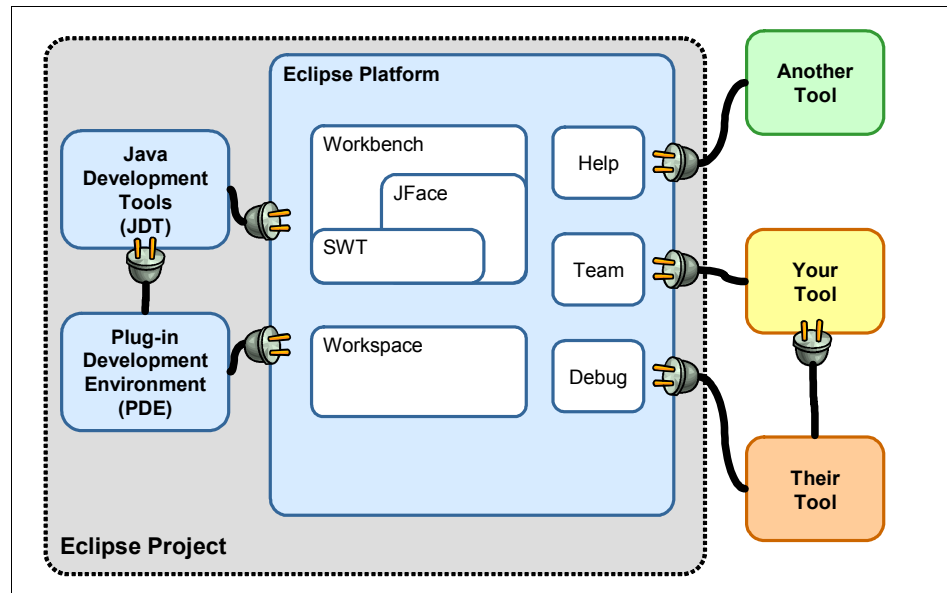 Eclipse Platform
Another
Tool
Java
Development
Tools
(JDT)
Workbench
JFace
SWT
Help
Team
Your
Tool
Plug-in
Development
Environment
(PDE)
Workspace
Debug
Their
Tool
Eclipse Project